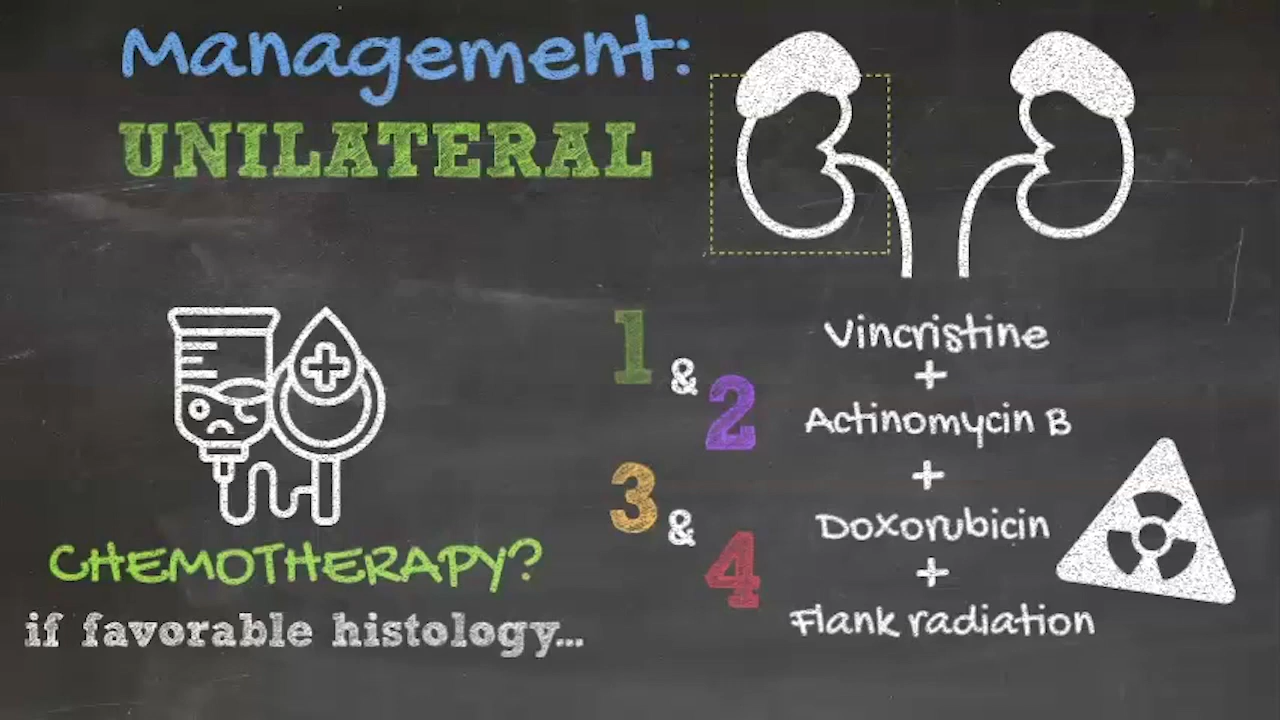 Management:
UNILATERAL
1
&
2
Vincristine
+
Actinomycin B
+
3
&
4
Doxorubicin
+
Flank radiation
CHEMOTHERAPY?
if favorable histology...